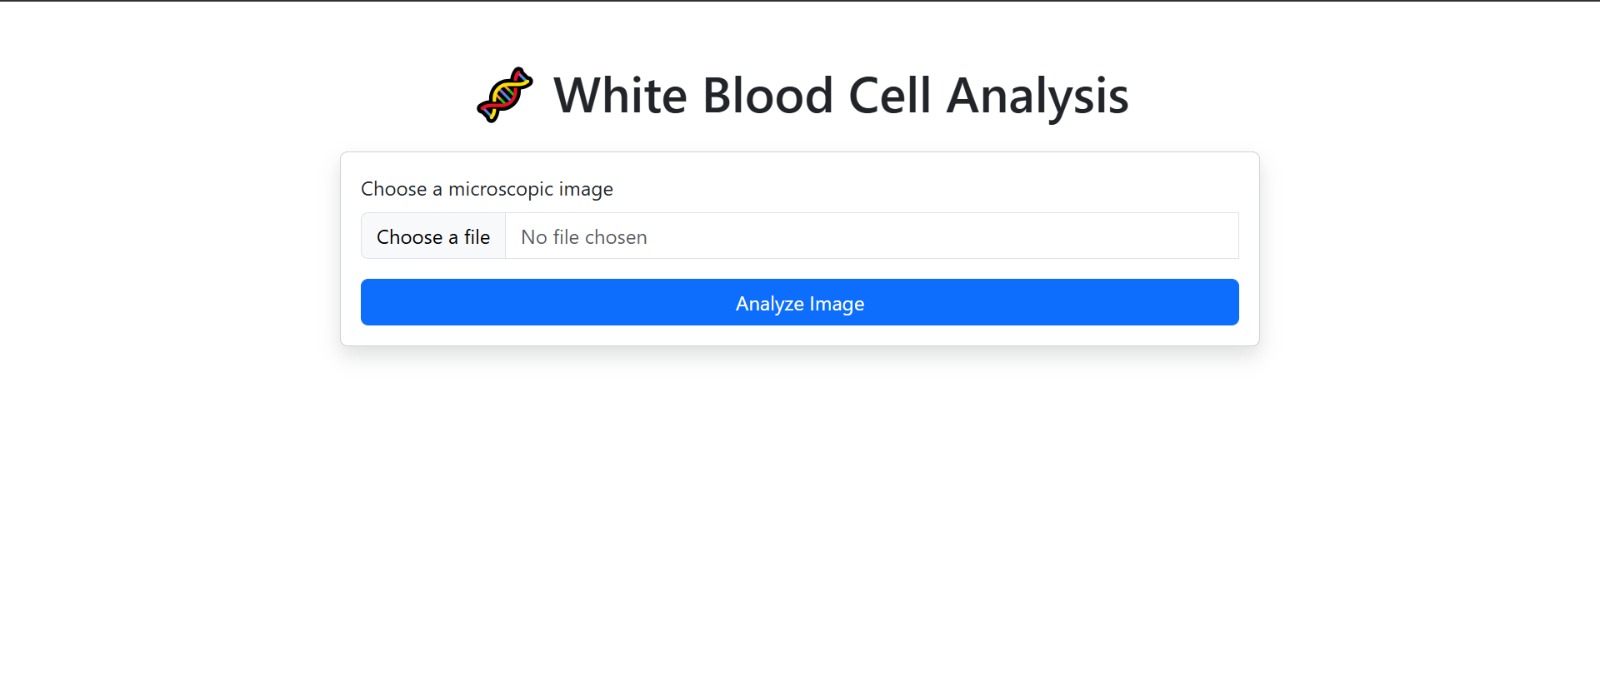 White Blood Cell Analysis
Choose a microscopic image
Choose a file No file chosen
Analyze Image